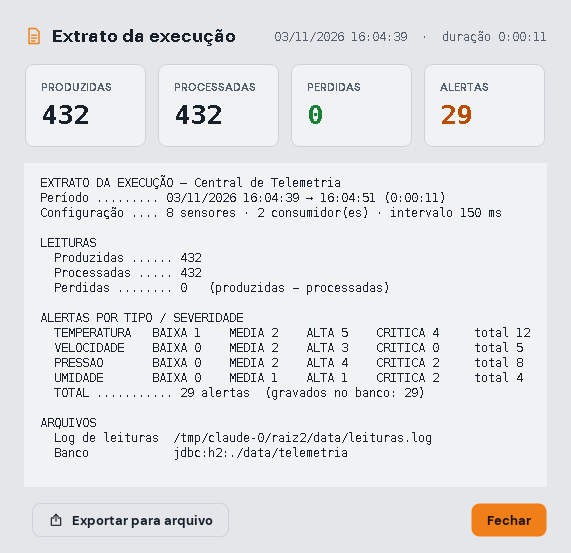 Extrato da execução
03/11/2026 16:04:39 · duração 0:00:11
PRODUZIDAS
432
PROCESSADAS
432
PERDIDAS
0
ALERTAS
29
EXTRATO DA EXECUÇÃO — Central de Telemetria
Período ......... 03/11/2026 16:04:39 → 16:04:51 (0:00:11)
Configuração .... 8 sensores · 2 consumidor(es) · intervalo 150 ms
LEITURAS
Produzidas ...... 432
Processadas ..... 432
Perdidas ........ 0 (produzidas − processadas)
ALERTAS POR TIPO / SEVERIDADE
TEMPERATURA BAIXA 1 MEDIA 2 ALTA 5 CRITICA 4 total 12
VELOCIDADE BAIXA 0 MEDIA 2 ALTA 3 CRITICA 0 total 5
PRESSAO BAIXA 0 MEDIA 2 ALTA 4 CRITICA 2 total 8
UMIDADE BAIXA 0 MEDIA 1 ALTA 1 CRITICA 2 total 4
TOTAL ........... 29 alertas (gravados no banco: 29)
ARQUIVOS
Log de leituras /tmp/claude-0/raiz2/data/leituras.log
Banco jdbc:h2:./data/telemetria
Exportar para arquivo
Fechar